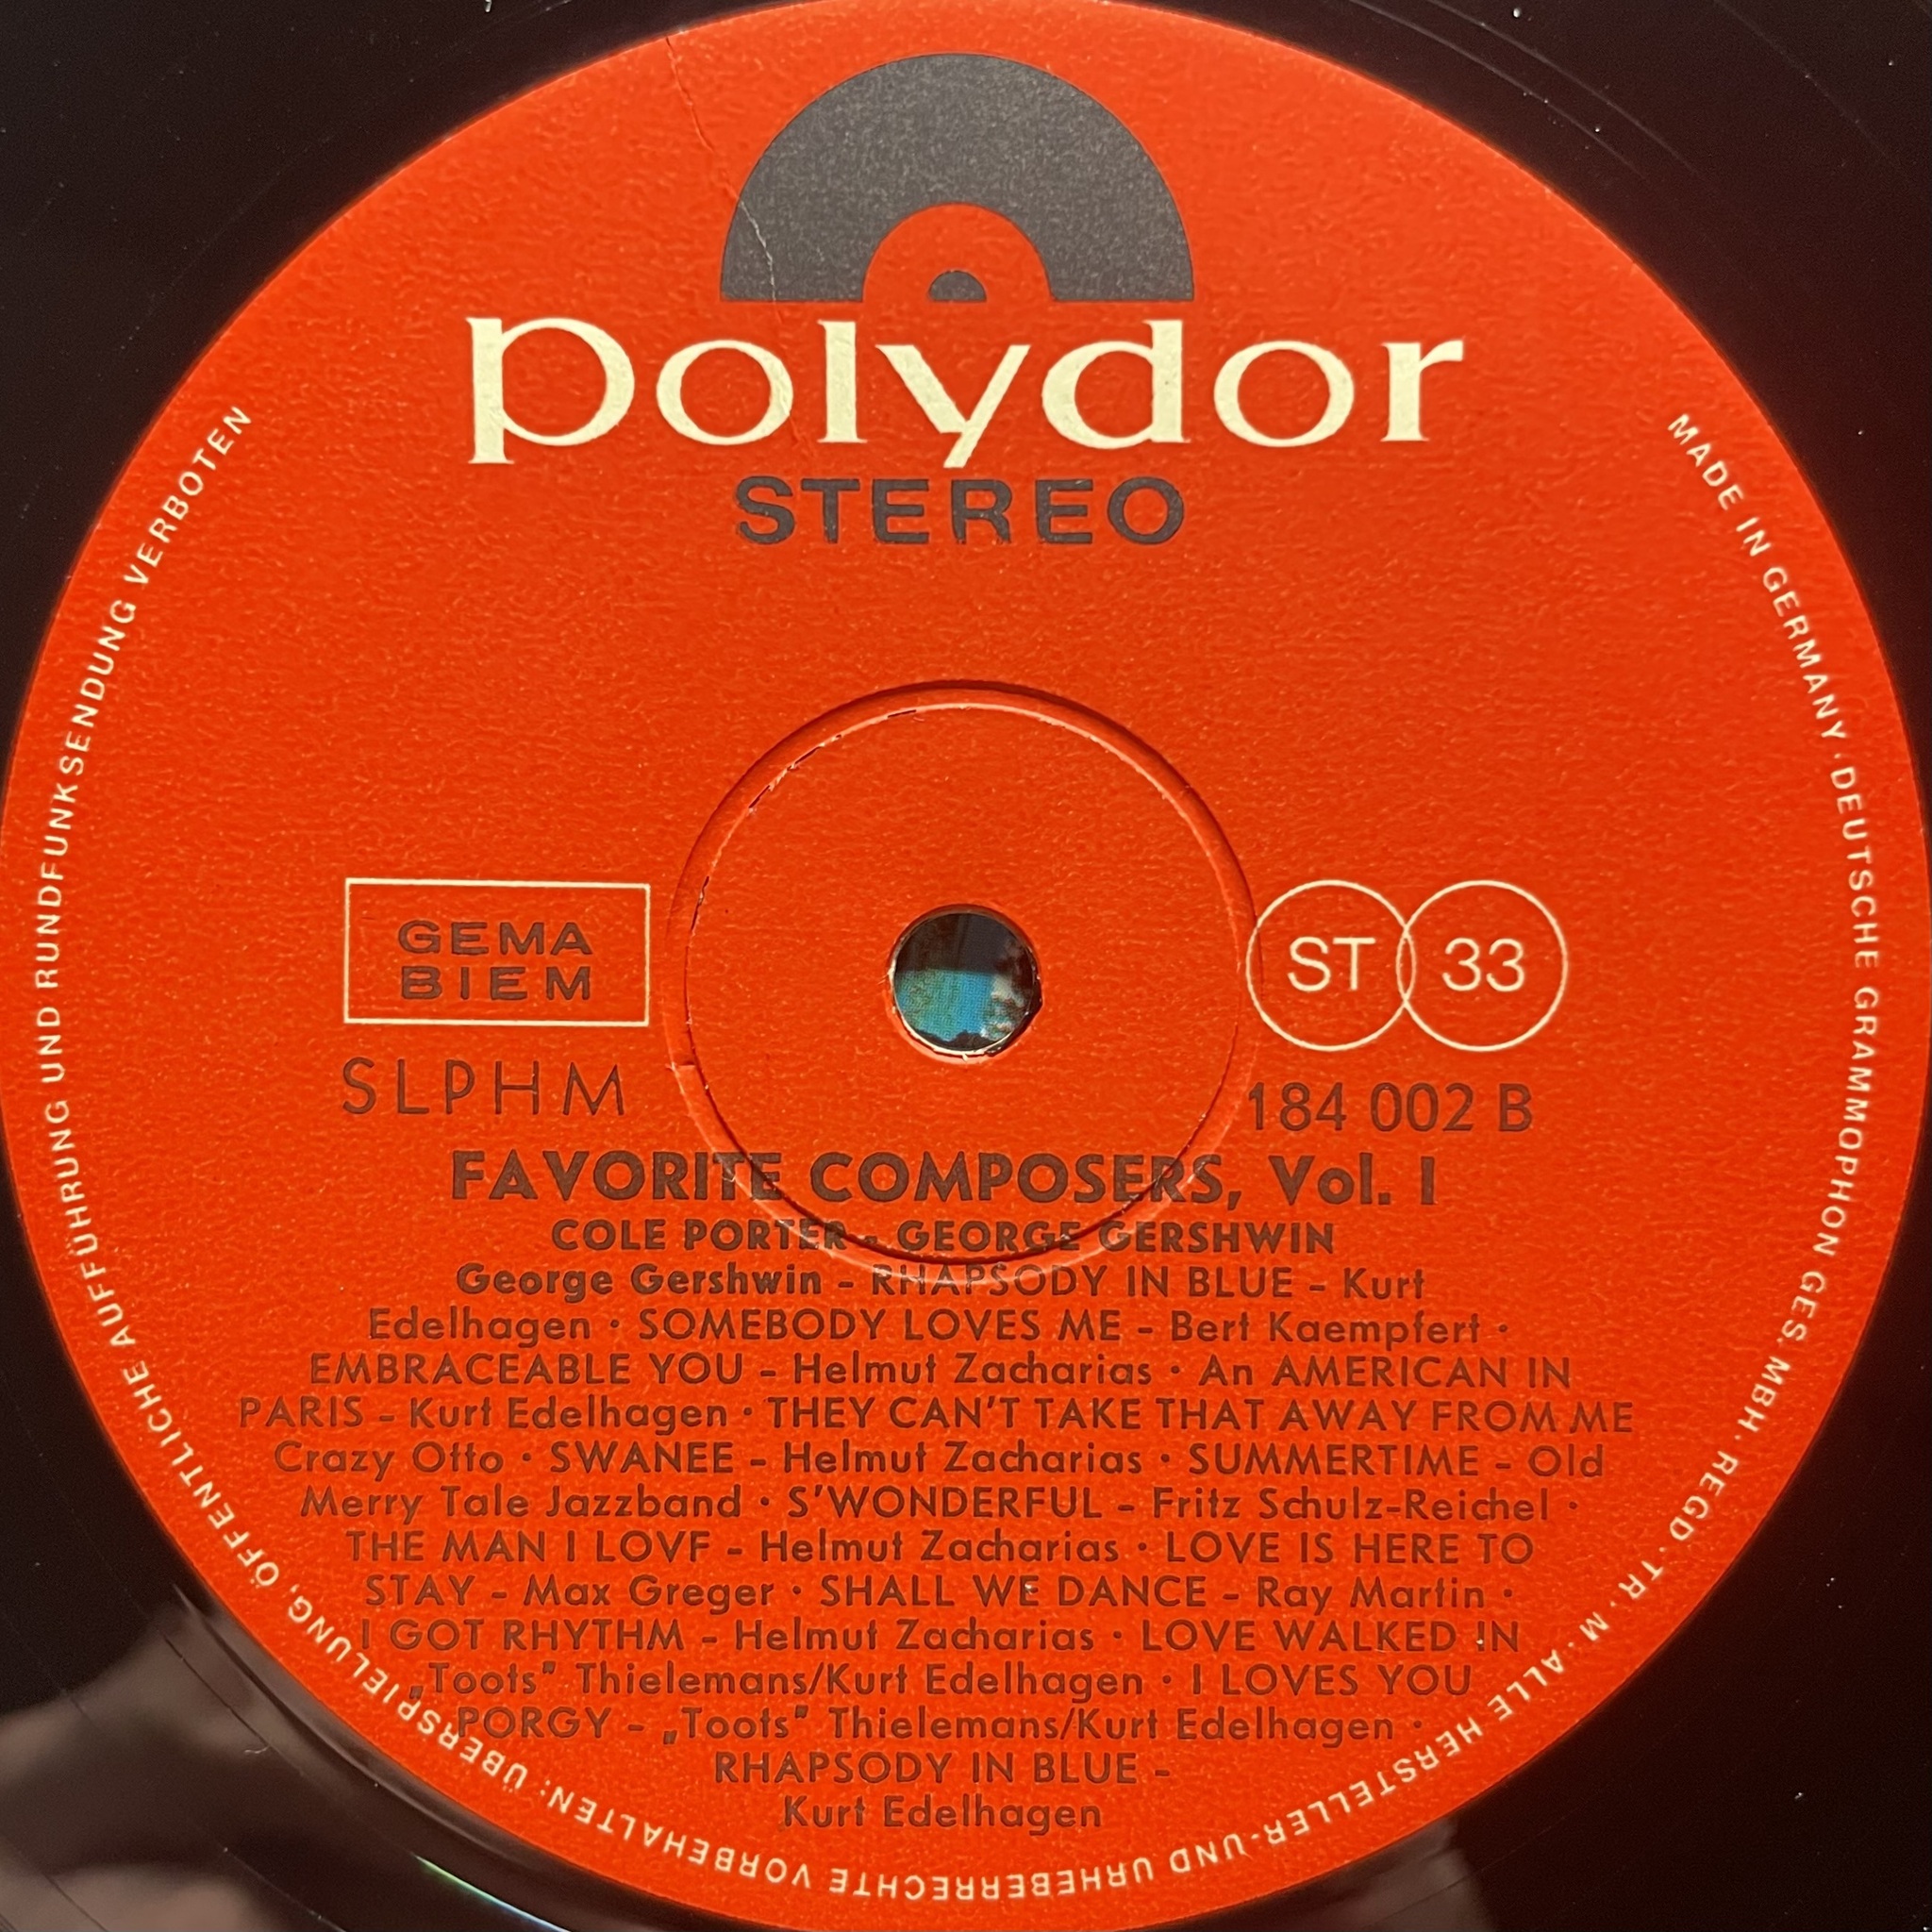 polydor
STEREO
GEMA
BIEM
ST 33
SLPHM
184 002 B
FAVORITE COMPOSERS, Vol. I
COLE PORTER - GEORGE GERSHWIN
George Gershwin – RHAPSODY IN BLUE – Kurt
Edelhagen · SOMEBODY LOVES ME – Bert Kaempfert ·
EMBRACEABLE YOU – Helmut Zacharias · An AMERICAN IN
PARIS – Kurt Edelhagen · THEY CAN'T TAKE THAT AWAY FROM ME
Crazy Otto · SWANEE – Helmut Zacharias · SUMMERTIME – Old
Merry Tale Jazzband · S'WONDERFUL – Fritz Schulz-Reichel ·
THE MAN I LOVF – Helmut Zacharias · LOVE IS HERE TO
STAY – Max Greger · SHALL WE DANCE – Ray Martin ·
I GOT RHYTHM – Helmut Zacharias · LOVE WALKED IN
„Toots" Thielemans/Kurt Edelhagen · I LOVES YOU
PORGY – „Toots" Thielemans/Kurt Edelhagen ·
RHAPSODY IN BLUE –
Kurt Edelhagen
MADE IN GERMANY · DEUTSCHE GRAMMOPHON GES. MBH. REGD. TR. M. ALLE HERSTELLER- UND URHEBERRECHTE VORBEHALTEN: ÜBERSPIELUNG, ÖFFENTLICHE AUFFÜHRUNG UND RUNDFUNKSENDUNG VERBOTEN